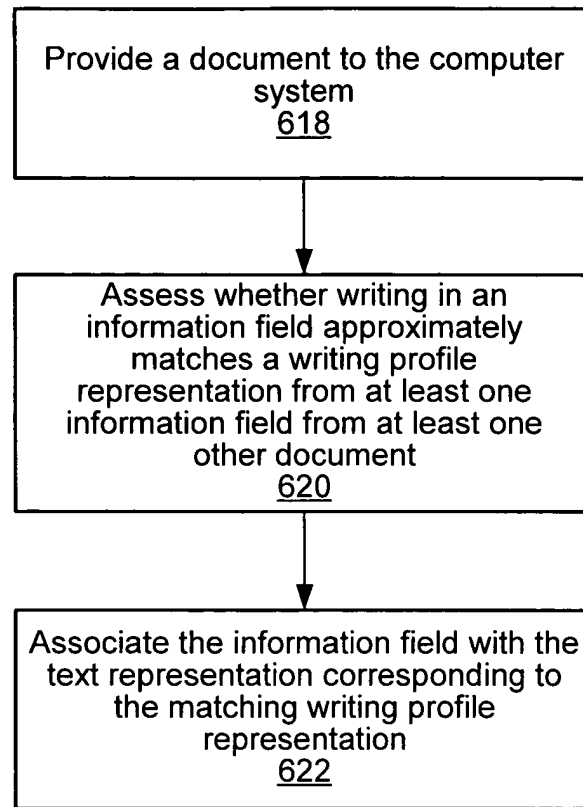 Provide a document to the computer
system
618
Assess whether writing in an
information field approximately
matches a writing profile
representation from at least one
information field from at least one
other document
620
Associate the information field with the
text representation corresponding to
the matching writing profile
representation
622